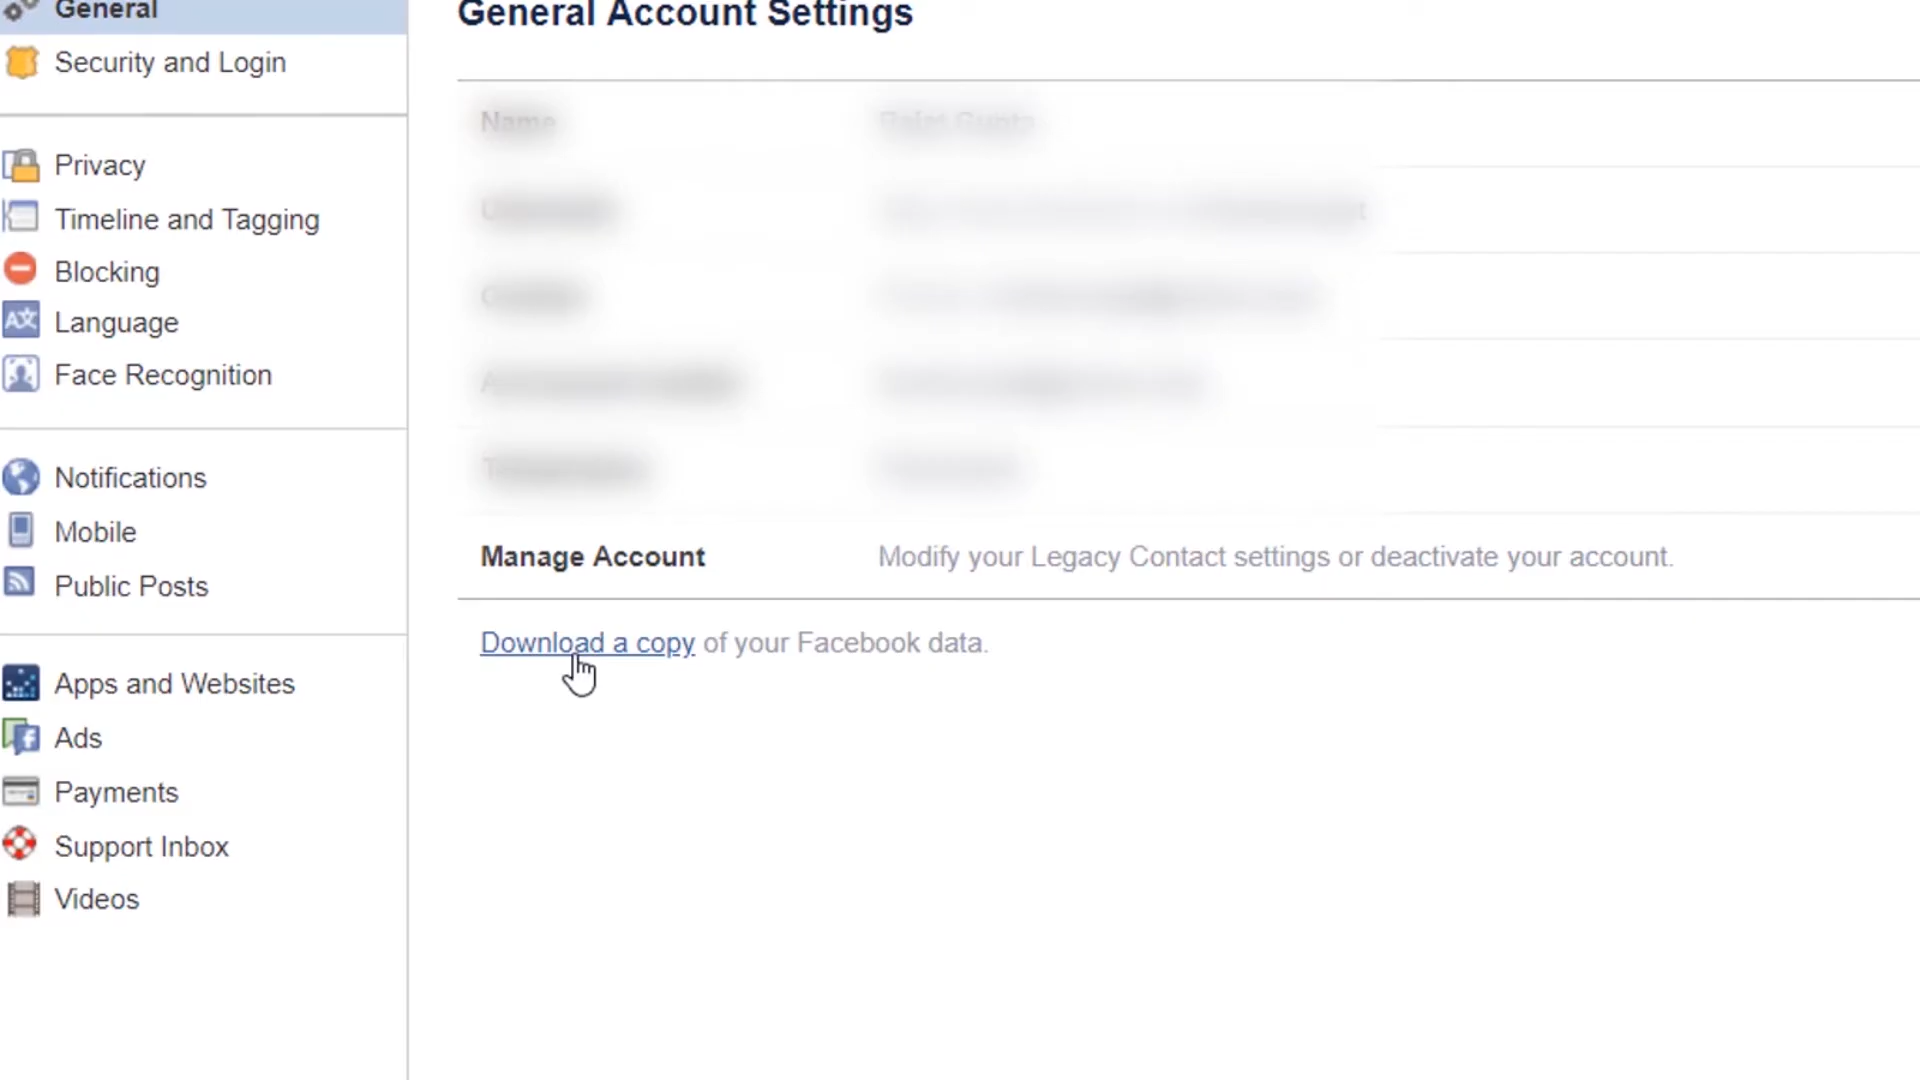 General
General Account Settings
Security and Login
Name
Privacy
Timeline and Tagging
Blocking
Language
Face Recognition
Notifications
Mobile
Public Posts
Manage Account Modify your Legacy Contact settings or deactivate your account.
Download a copy of your Facebook data.
Apps and Websites
Ads
Payments
Support Inbox
Videos